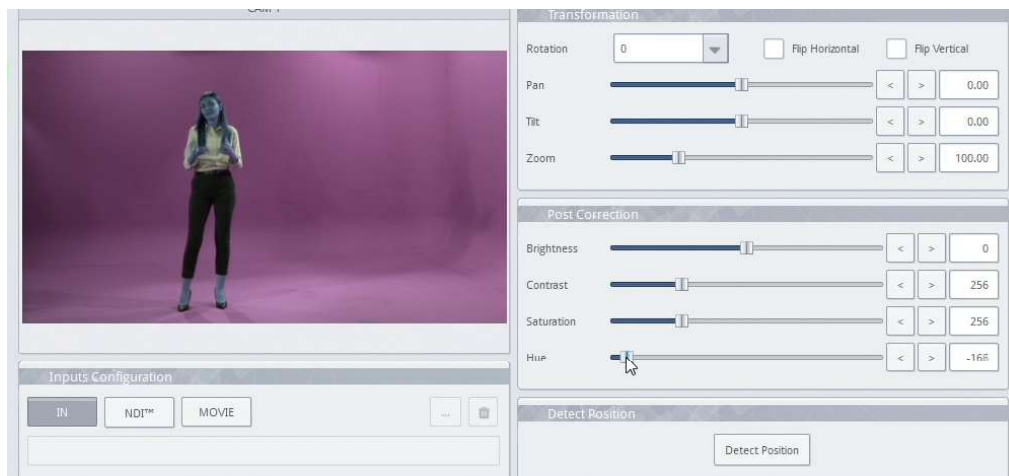 Transformation
Rotation 0 Flip Horizontal Flip Vertical
Pan < > 0.00
Tilt < > 0.00
Zoom < > 100.00
Post Correction
Brightness < > 0
Contrast < > 256
Saturation < > 256
Hue < >
Inputs Configuration
IN NDI™ MOVIE ...
Detect Position
Detect Position